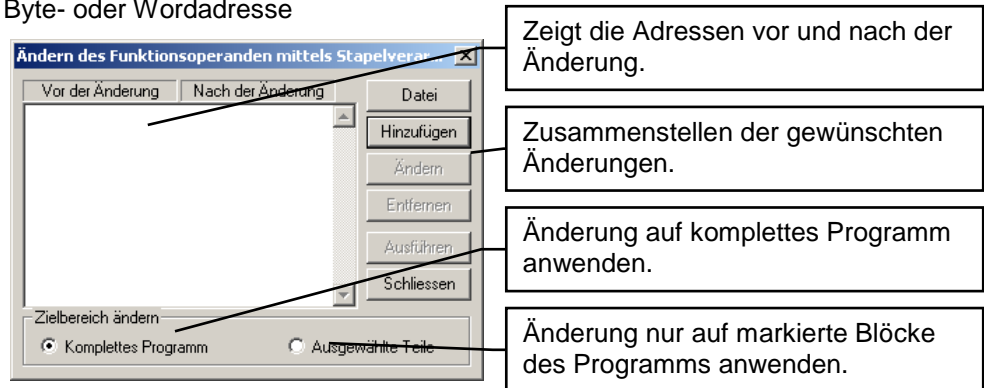 Byte- oder Wordadresse
Ändern des Funktionsoperanden mittels Stapelverar...
Vor der Änderung
Nach der Änderung
Datei
Hinzufügen
Ändern
Entfernen
Ausführen
Schliessen
Zielbereich ändern
Komplettes Programm
Ausgewählte Teile
Zeigt die Adressen vor und nach der
Änderung.
Zusammenstellen der gewünschten
Änderungen.
Änderung auf komplettes Programm
anwenden.
Änderung nur auf markierte Blöcke
des Programms anwenden.